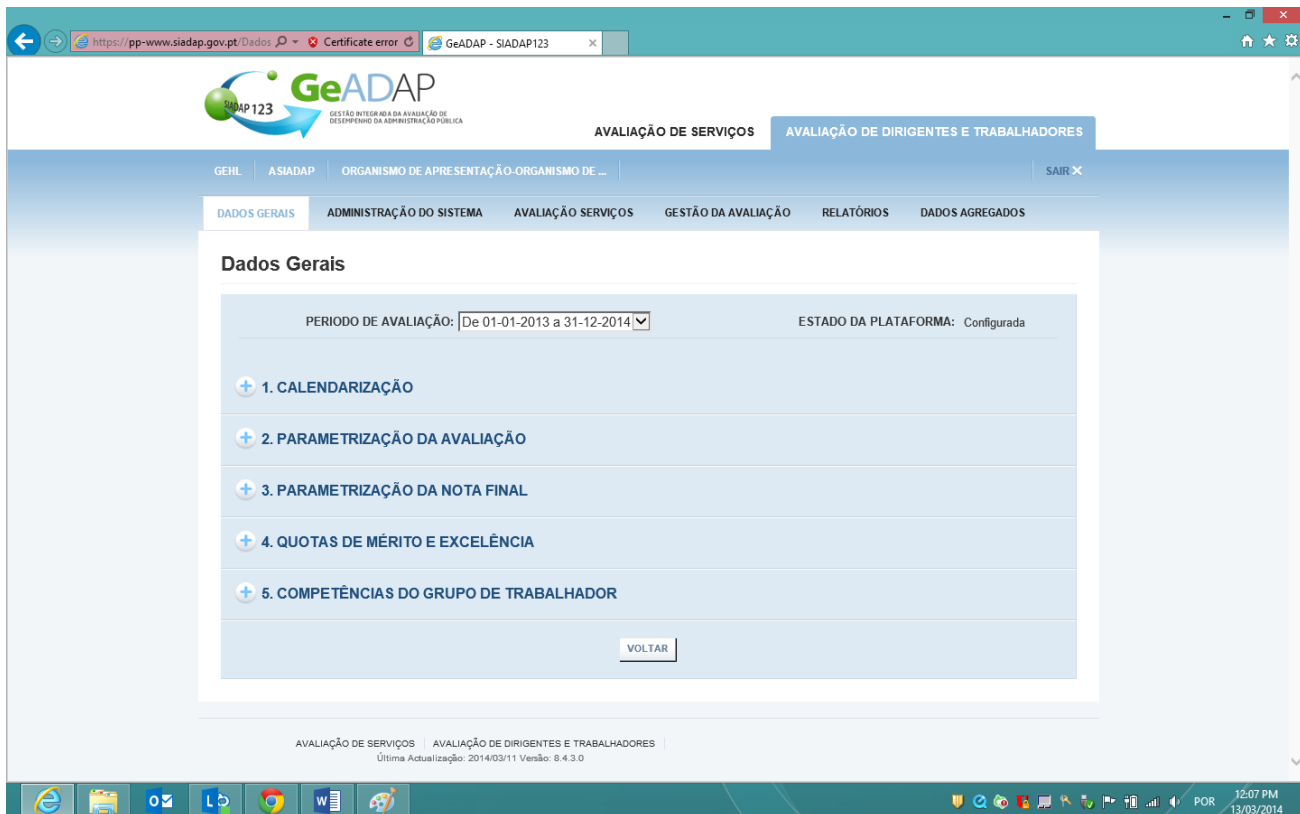 https://pp-www.siadap.gov.pt/Dados
Certificate error
GeADAP - SIADAP123
SIADAP 123
GeADAP
GESTÃO INTEGRADA DA AVALIAÇÃO DE
DESEMPENHO DA ADMINISTRAÇÃO PÚBLICA
AVALIAÇÃO DE SERVIÇOS
AVALIAÇÃO DE DIRIGENTES E TRABALHADORES
GEHL
ASIADAP
ORGANISMO DE APRESENTAÇÃO-ORGANISMO DE ...
SAIR X
DADOS GERAIS
ADMINISTRAÇÃO DO SISTEMA
AVALIAÇÃO SERVIÇOS
GESTÃO DA AVALIAÇÃO
RELATÓRIOS
DADOS AGREGADOS
Dados Gerais
PERIODO DE AVALIAÇÃO: De 01-01-2013 a 31-12-2014
ESTADO DA PLATAFORMA: Configurada
1. CALENDARIZAÇÃO
2. PARAMETRIZAÇÃO DA AVALIAÇÃO
3. PARAMETRIZAÇÃO DA NOTA FINAL
4. QUOTAS DE MÉRITO E EXCELÊNCIA
5. COMPETÊNCIAS DO GRUPO DE TRABALHADOR
VOLTAR
AVALIAÇÃO DE SERVIÇOS
AVALIAÇÃO DE DIRIGENTES E TRABALHADORES
Última Actualização: 2014/03/11 Versão: 8.4.3.0
POR
12:07 PM
13/03/2014